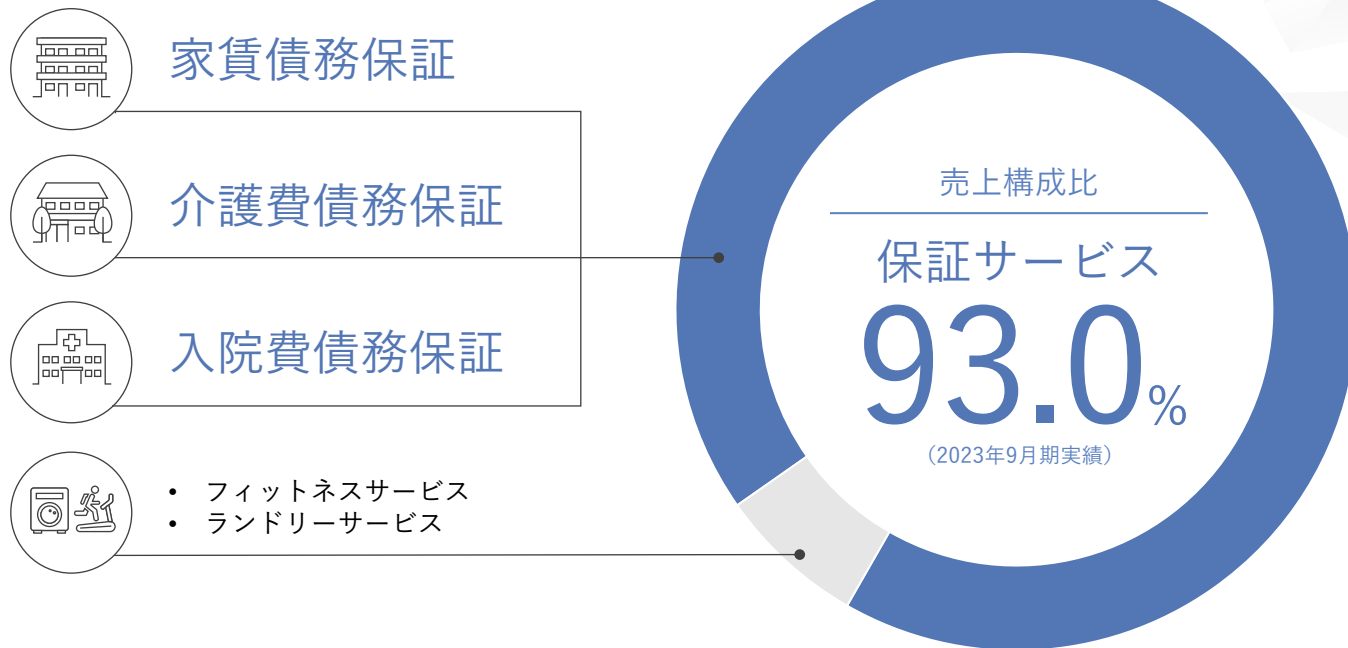 家賃債務保証
介護費債務保証
入院費債務保証
• フィットネスサービス
• ランドリーサービス
売上構成比
保証サービス
93.0%
（2023年9月期実績）